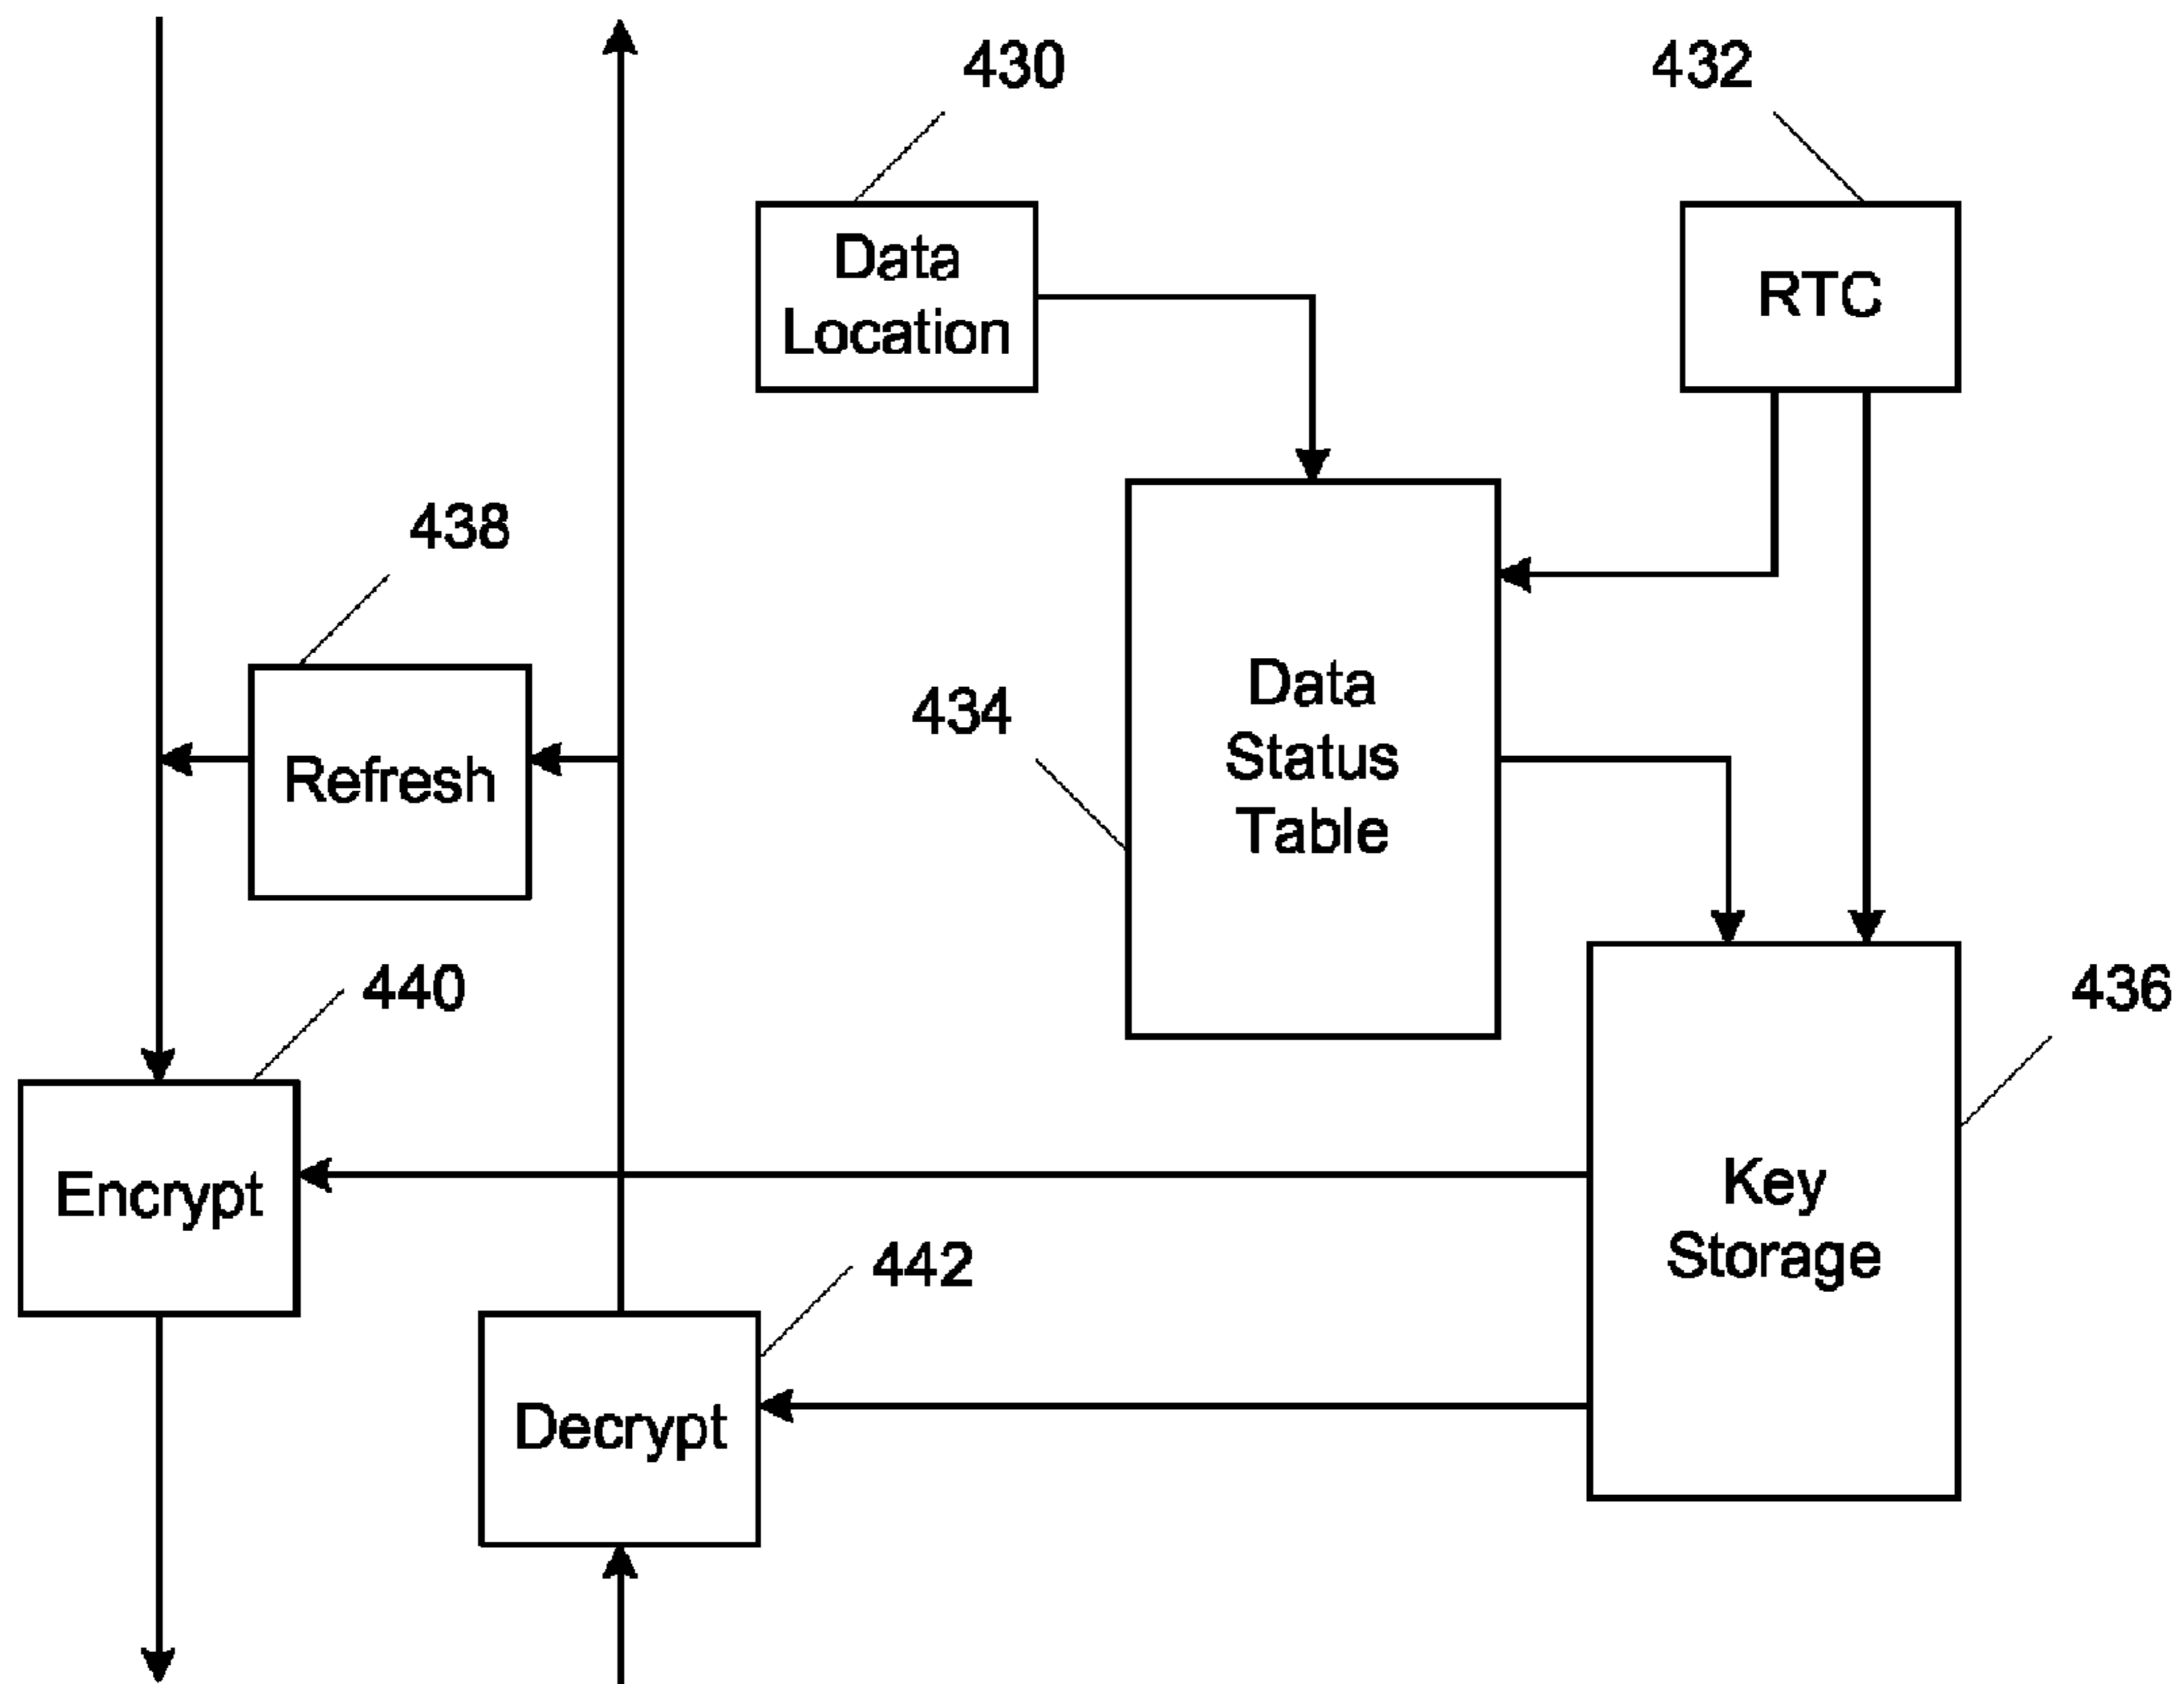 430
432
Data
Location
RTC
438
434
Data
Status
Table
Refresh
440
436
Encrypt
Key
Storage
442
Decrypt